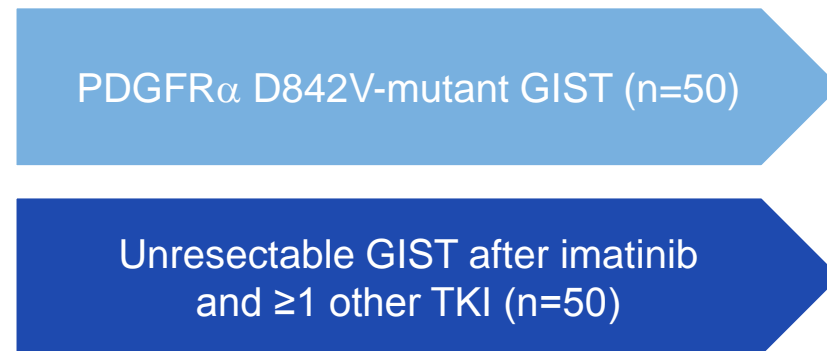 PDGFRα D842V-mutant GIST (n=50)
Unresectable GIST after imatinib
and ≥1 other TKI (n=50)